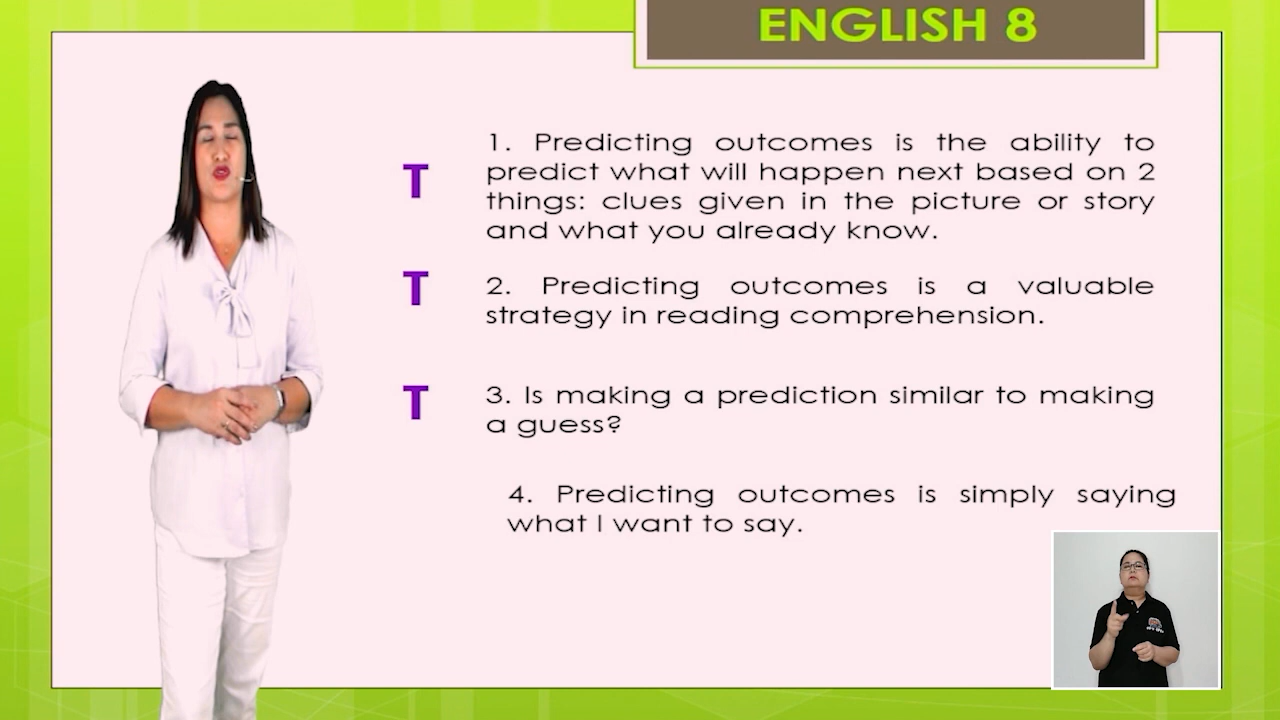 ENGLISH 8
T
1. Predicting outcomes is the ability to
predict what will happen next based on 2
things: clues given in the picture or story
and what you already know.
T
2. Predicting outcomes is a valuable
strategy in reading comprehension.
T
3. Is making a prediction similar to making
a guess?
4. Predicting outcomes is simply saying
what I want to say.